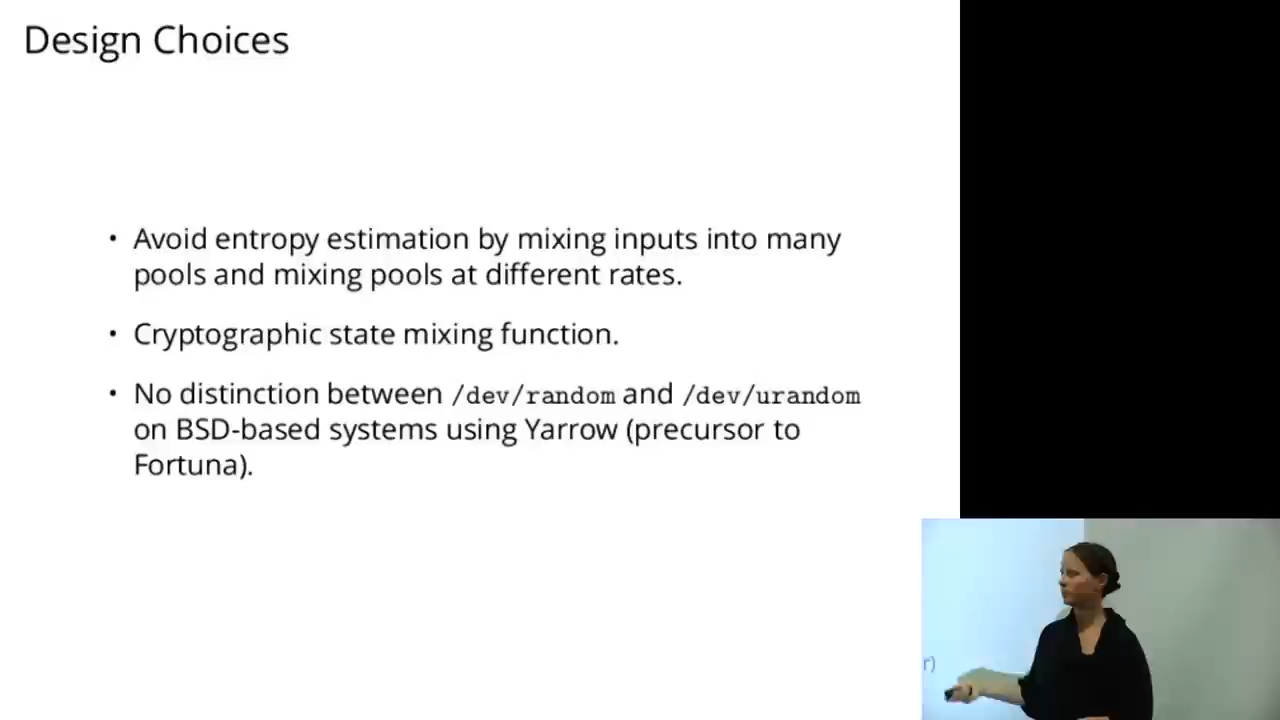 Design Choices
• Avoid entropy estimation by mixing inputs into many
pools and mixing pools at different rates.
• Cryptographic state mixing function.
• No distinction between /dev/random and /dev/urandom
on BSD-based systems using Yarrow (precursor to
Fortuna).
r)